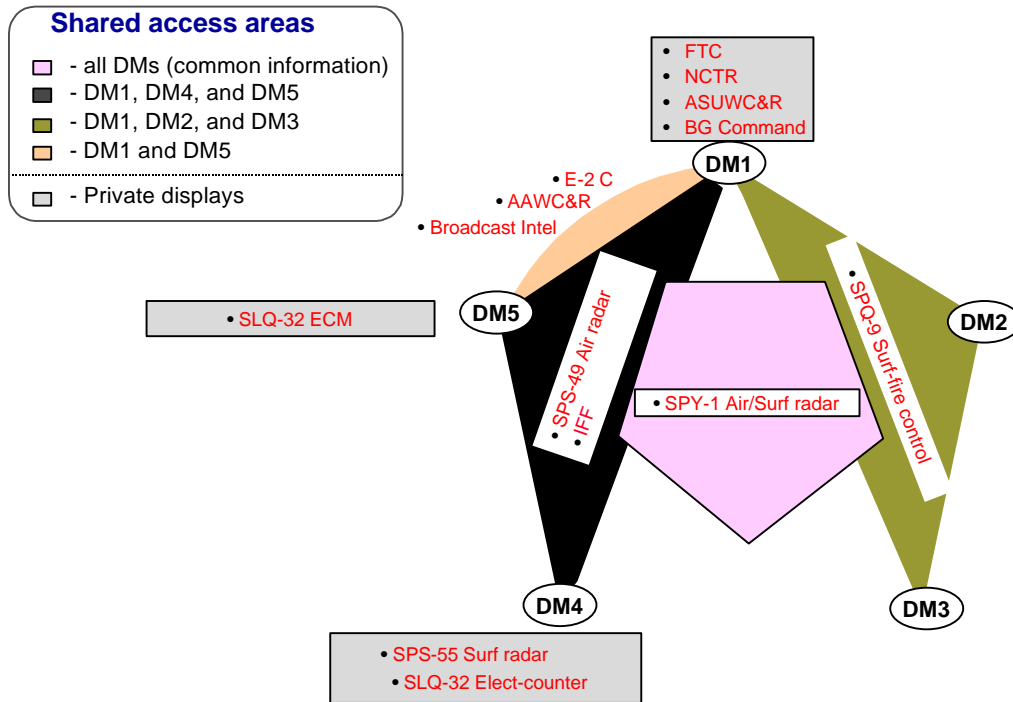 Shared access areas
- all DMs (common information)
- DM1, DM4, and DM5
- DM1, DM2, and DM3
- DM1 and DM5
- Private displays
• FTC
• NCTR
• ASUWC&R
• BG Command
DM1
• E-2 C
• AAWC&R
• Broadcast Intel
DM5
• SLQ-32 ECM
DM2
• SPS-49 Air radar
• IFF
• SPY-1 Air/Surf radar
• SPQ-9 Surf-fire control
DM4
DM3
• SPS-55 Surf radar
• SLQ-32 Elect-counter